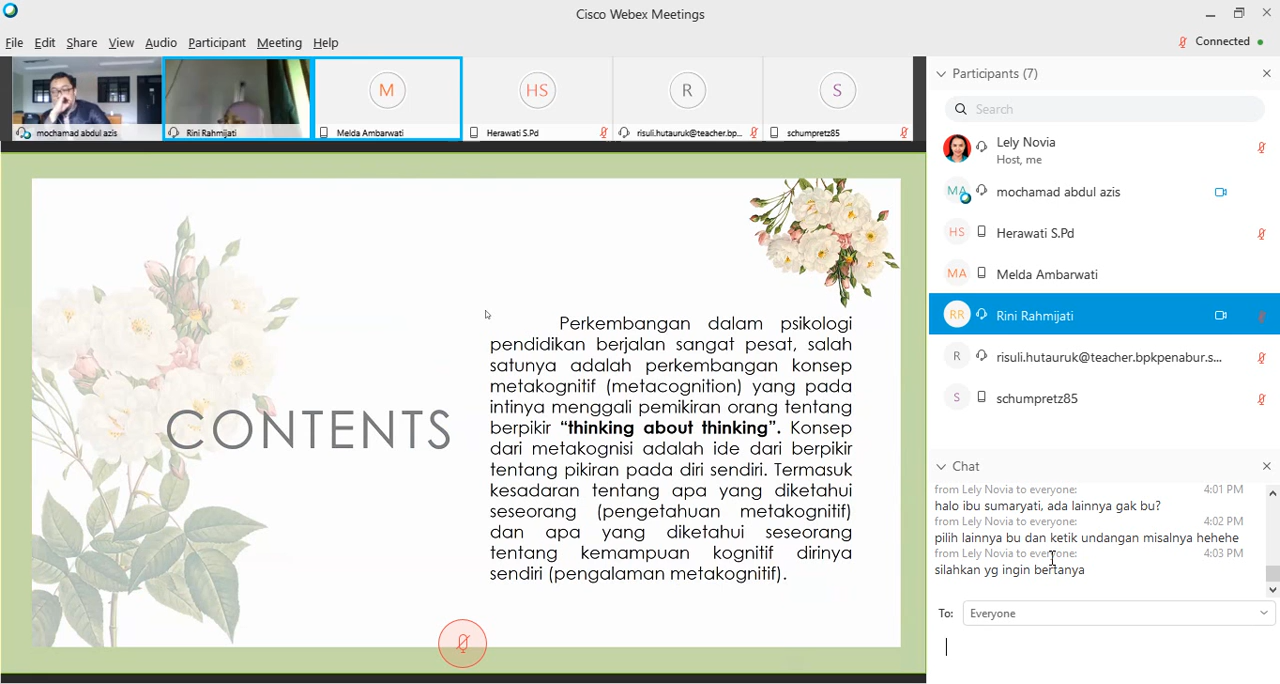 Cisco Webex Meetings
File Edit Share View Audio Participant Meeting Help
Connected
M
HS
R
S
mochamad abdul azis
Rini Rahmijati
Melda Ambarwati
Herawati S.Pd
risuli.hutauruk@teacher.bp...
schumpretz85
CONTENTS
Perkembangan dalam psikologi
pendidikan berjalan sangat pesat, salah
satunya adalah perkembangan konsep
metakognitif (metacognition) yang pada
intinya menggali pemikiran orang tentang
berpikir “thinking about thinking”. Konsep
dari metakognisi adalah ide dari berpikir
tentang pikiran pada diri sendiri. Termasuk
kesadaran tentang apa yang diketahui
seseorang (pengetahuan metakognitif)
dan apa yang diketahui seseorang
tentang kemampuan kognitif dirinya
sendiri (pengalaman metakognitif).
Participants (7)
Search
Lely Novia
Host, me
MA mochamad abdul azis
HS Herawati S.Pd
MA Melda Ambarwati
RR Rini Rahmijati
R risuli.hutauruk@teacher.bpkpenabur.s...
S schumpretz85
Chat
from Lely Novia to everyone: 4:01 PM
halo ibu sumaryati, ada lainnya gak bu?
from Lely Novia to everyone: 4:02 PM
pilih lainnya bu dan ketik undangan misalnya hehehe
from Lely Novia to everyone: 4:03 PM
silahkan yg ingin bertanya
To: Everyone